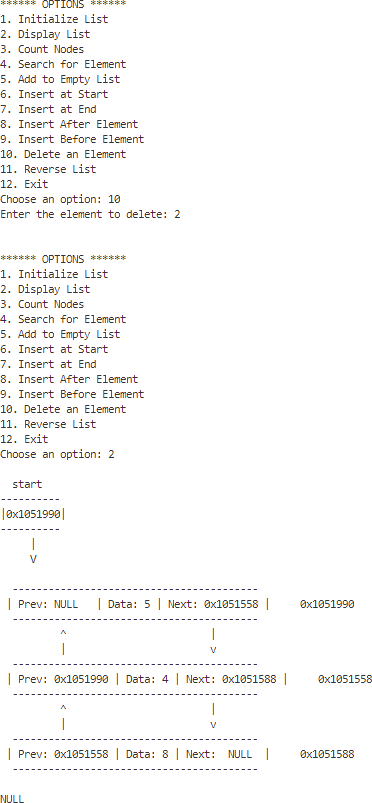 ****** OPTIONS ******
1. Initialize List
2. Display List
3. Count Nodes
4. Search for Element
5. Add to Empty List
6. Insert at Start
7. Insert at End
8. Insert After Element
9. Insert Before Element
10. Delete an Element
11. Reverse List
12. Exit
Choose an option: 10
Enter the element to delete: 2
****** OPTIONS ******
1. Initialize List
2. Display List
3. Count Nodes
4. Search for Element
5. Add to Empty List
6. Insert at Start
7. Insert at End
8. Insert After Element
9. Insert Before Element
10. Delete an Element
11. Reverse List
12. Exit
Choose an option: 2
start
----------
|0x1051990|
----------
|
V
-----------------------------------------
| Prev: NULL | Data: 5 | Next: 0x1051558 | 0x1051990
-----------------------------------------
^ |
| v
-----------------------------------------
| Prev: 0x1051990 | Data: 4 | Next: 0x1051588 | 0x1051558
-----------------------------------------
^ |
| v
-----------------------------------------
| Prev: 0x1051558 | Data: 8 | Next: NULL | 0x1051588
-----------------------------------------
NULL